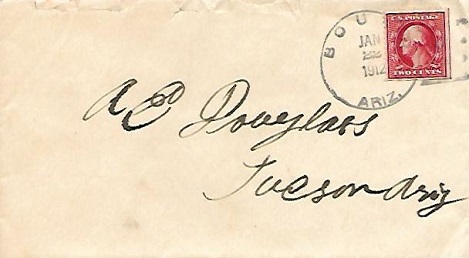 BOU
JAN
1912
ARIZ.
U.S. POSTAGE
TWO CENTS
A E Douglass
Tucson Ariz